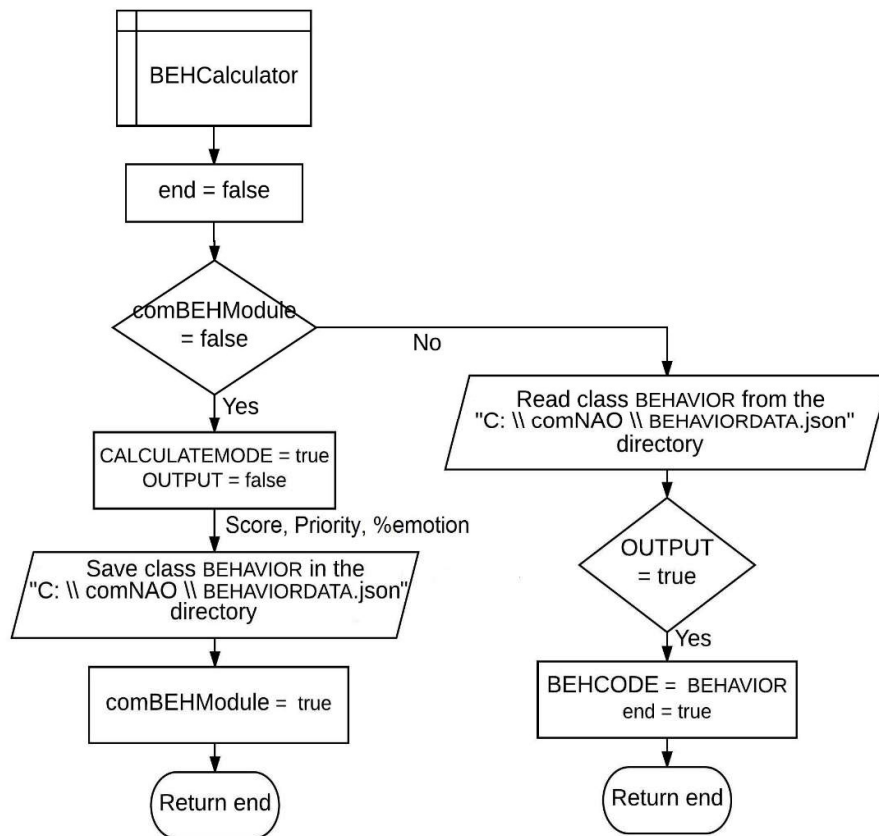 BEHCalculator
end = false
comBEHModule
= false
No
Yes
CALCULATEMODE = true
OUTPUT = false
Score, Priority, %emotion
Save class BEHAVIOR in the
"C: \\ comNAO \\ BEHAVIORDATA.json"
directory
comBEHModule = true
Return end
Read class BEHAVIOR from the
"C: \\ comNAO \\ BEHAVIORDATA.json"
directory
OUTPUT
= true
Yes
BEHCODE = BEHAVIOR
end = true
Return end